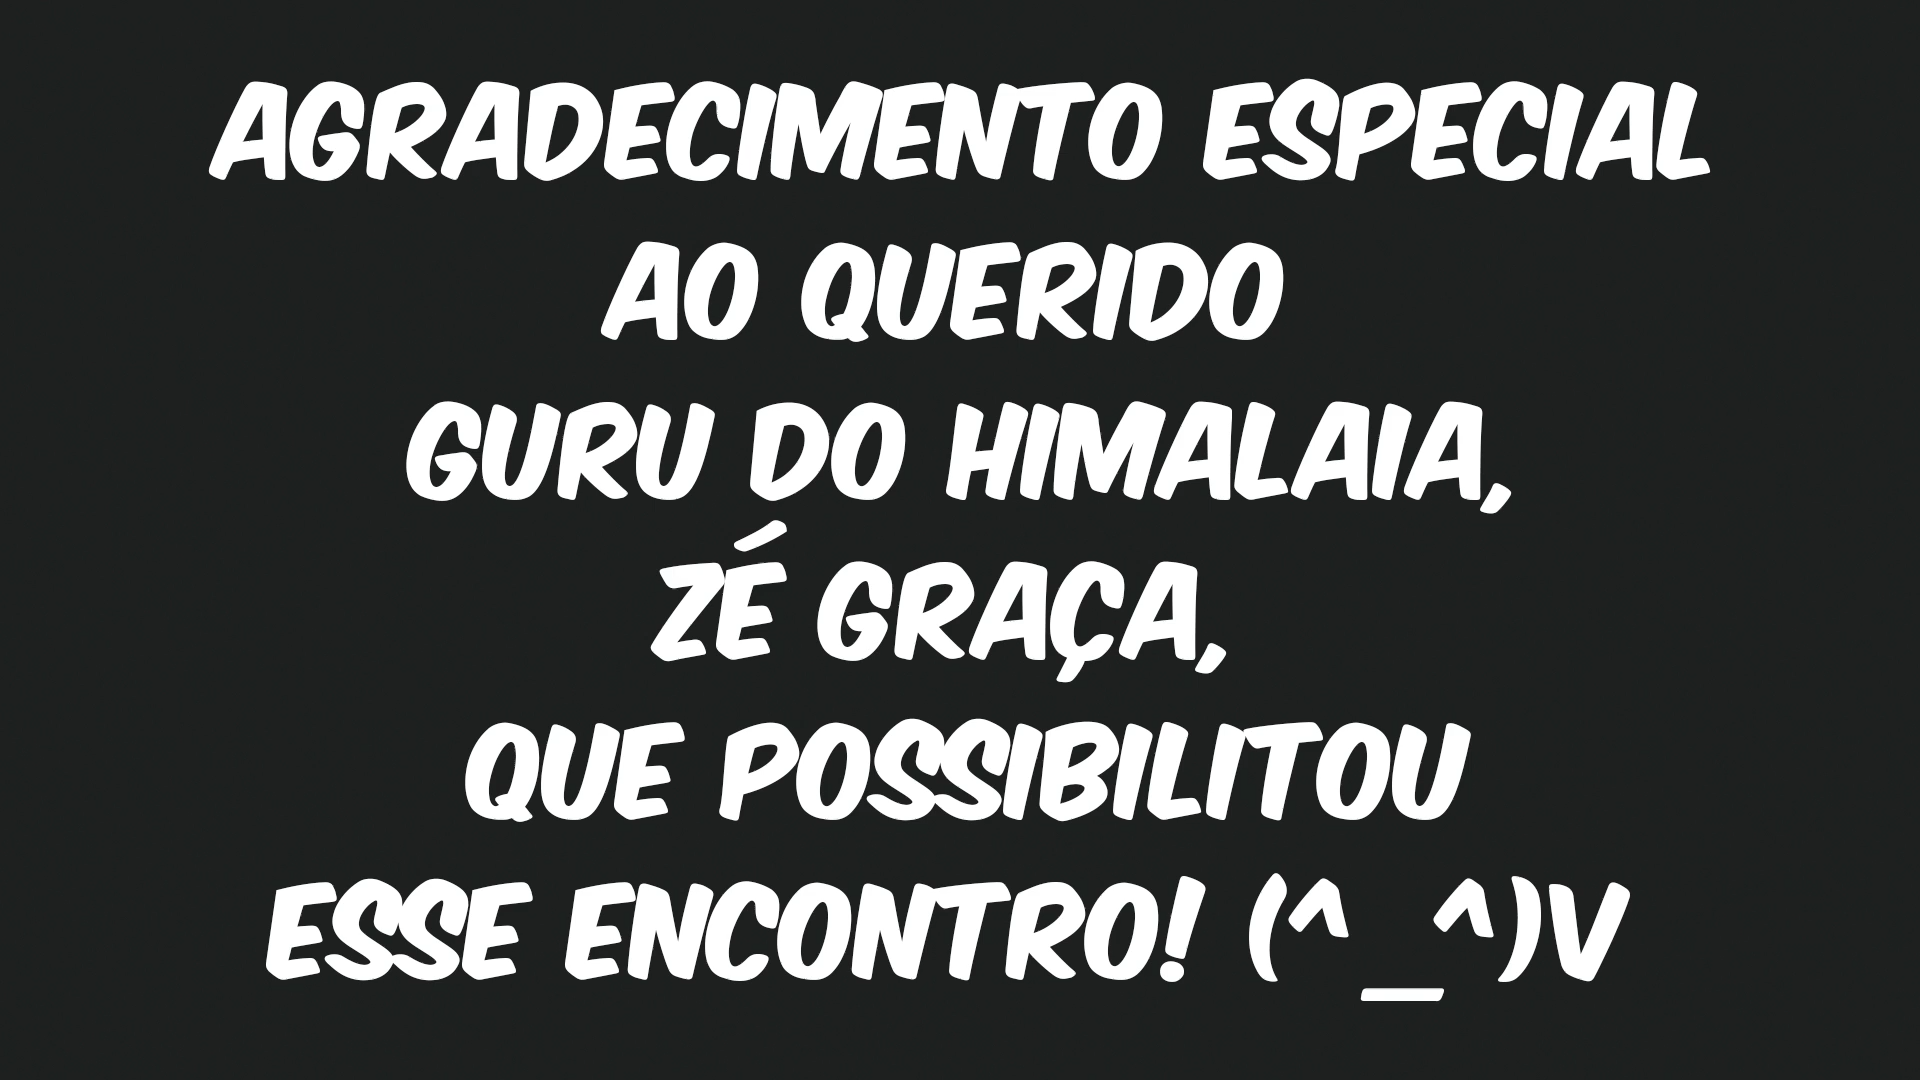 AGRADECIMENTO ESPECIAL
AO QUERIDO
GURU DO HIMALAIA,
ZÉ GRAÇA,
QUE POSSIBILITOU
ESSE ENCONTRO! (^_^)V